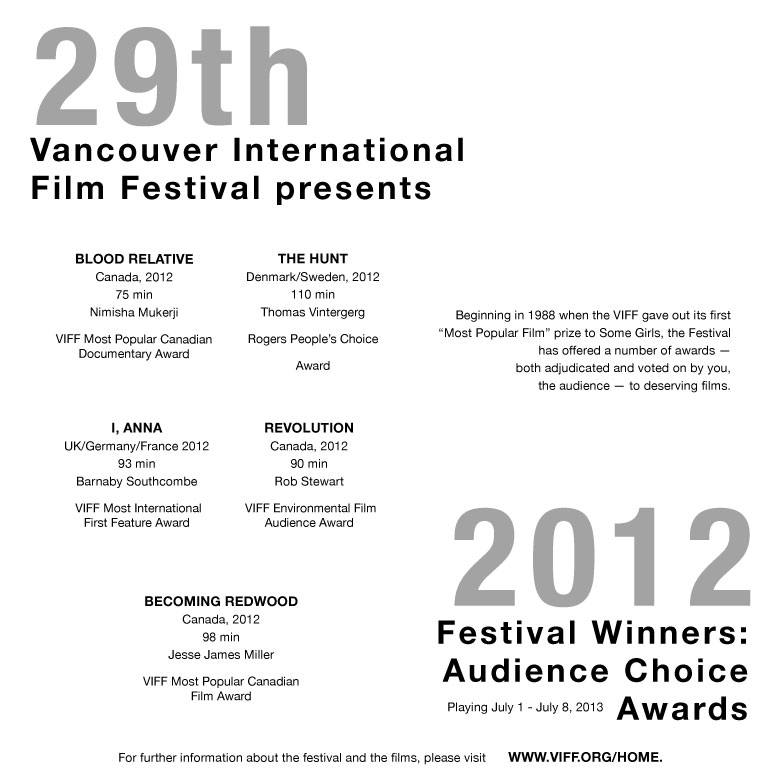 29th
Vancouver International
Film Festival presents
BLOOD RELATIVE
Canada, 2012
75 min
Nimisha Mukerji
VIFF Most Popular Canadian
Documentary Award
THE HUNT
Denmark/Sweden, 2012
110 min
Thomas Vintergerg
Rogers People's Choice
Award
Beginning in 1988 when the VIFF gave out its first
“Most Popular Film” prize to Some Girls, the Festival
has offered a number of awards —
both adjudicated and voted on by you,
the audience — to deserving films.
I, ANNA
UK/Germany/France 2012
93 min
Barnaby Southcombe
VIFF Most International
First Feature Award
REVOLUTION
Canada, 2012
90 min
Rob Stewart
VIFF Environmental Film
Audience Award
BECOMING REDWOOD
Canada, 2012
98 min
Jesse James Miller
VIFF Most Popular Canadian
Film Award
2012
Festival Winners:
Audience Choice
Playing July 1 - July 8, 2013 Awards
For further information about the festival and the films, please visit WWW.VIFF.ORG/HOME.